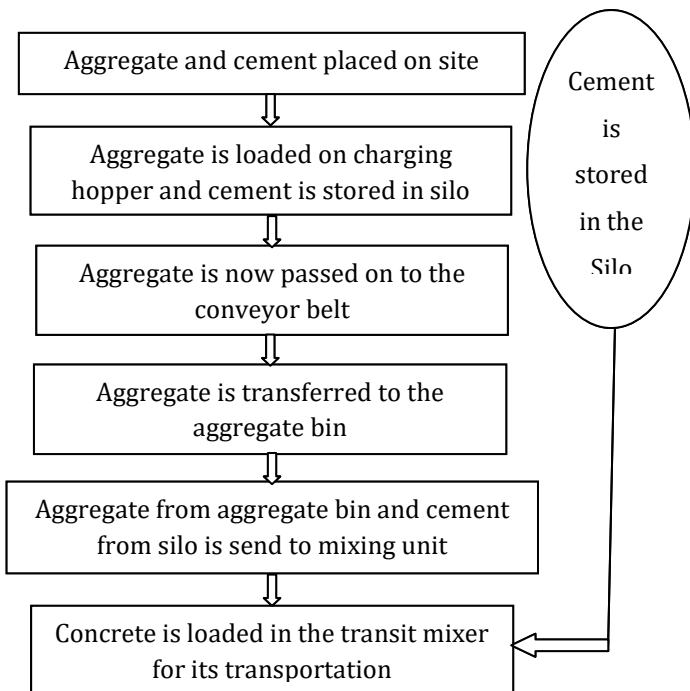 Aggregate and cement placed on site
Aggregate is loaded on charging
hopper and cement is stored in silo
Aggregate is now passed on to the
conveyor belt
Aggregate is transferred to the
aggregate bin
Aggregate from aggregate bin and cement
from silo is send to mixing unit
Concrete is loaded in the transit mixer
for its transportation
Cement
is
stored
in the
Silo